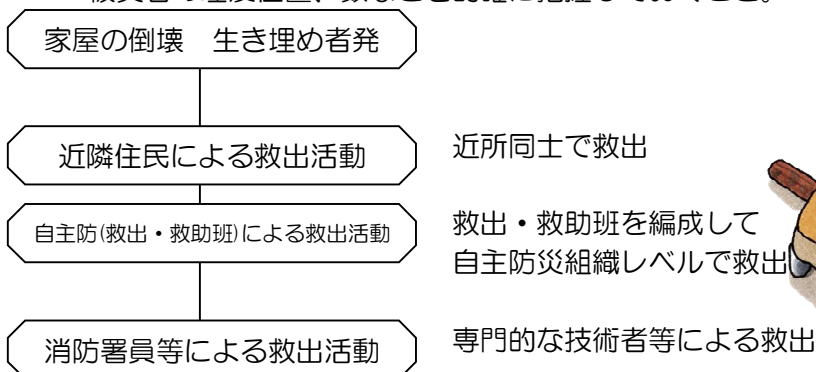 家屋の倒壊　生き埋め者発
近隣住民による救出活動
近所同士で救出
自主防(救出・救助班)による救出活動
救出・救助班を編成して
自主防災組織レベルで救出
消防署員等による救出活動
専門的な技術者等による救出